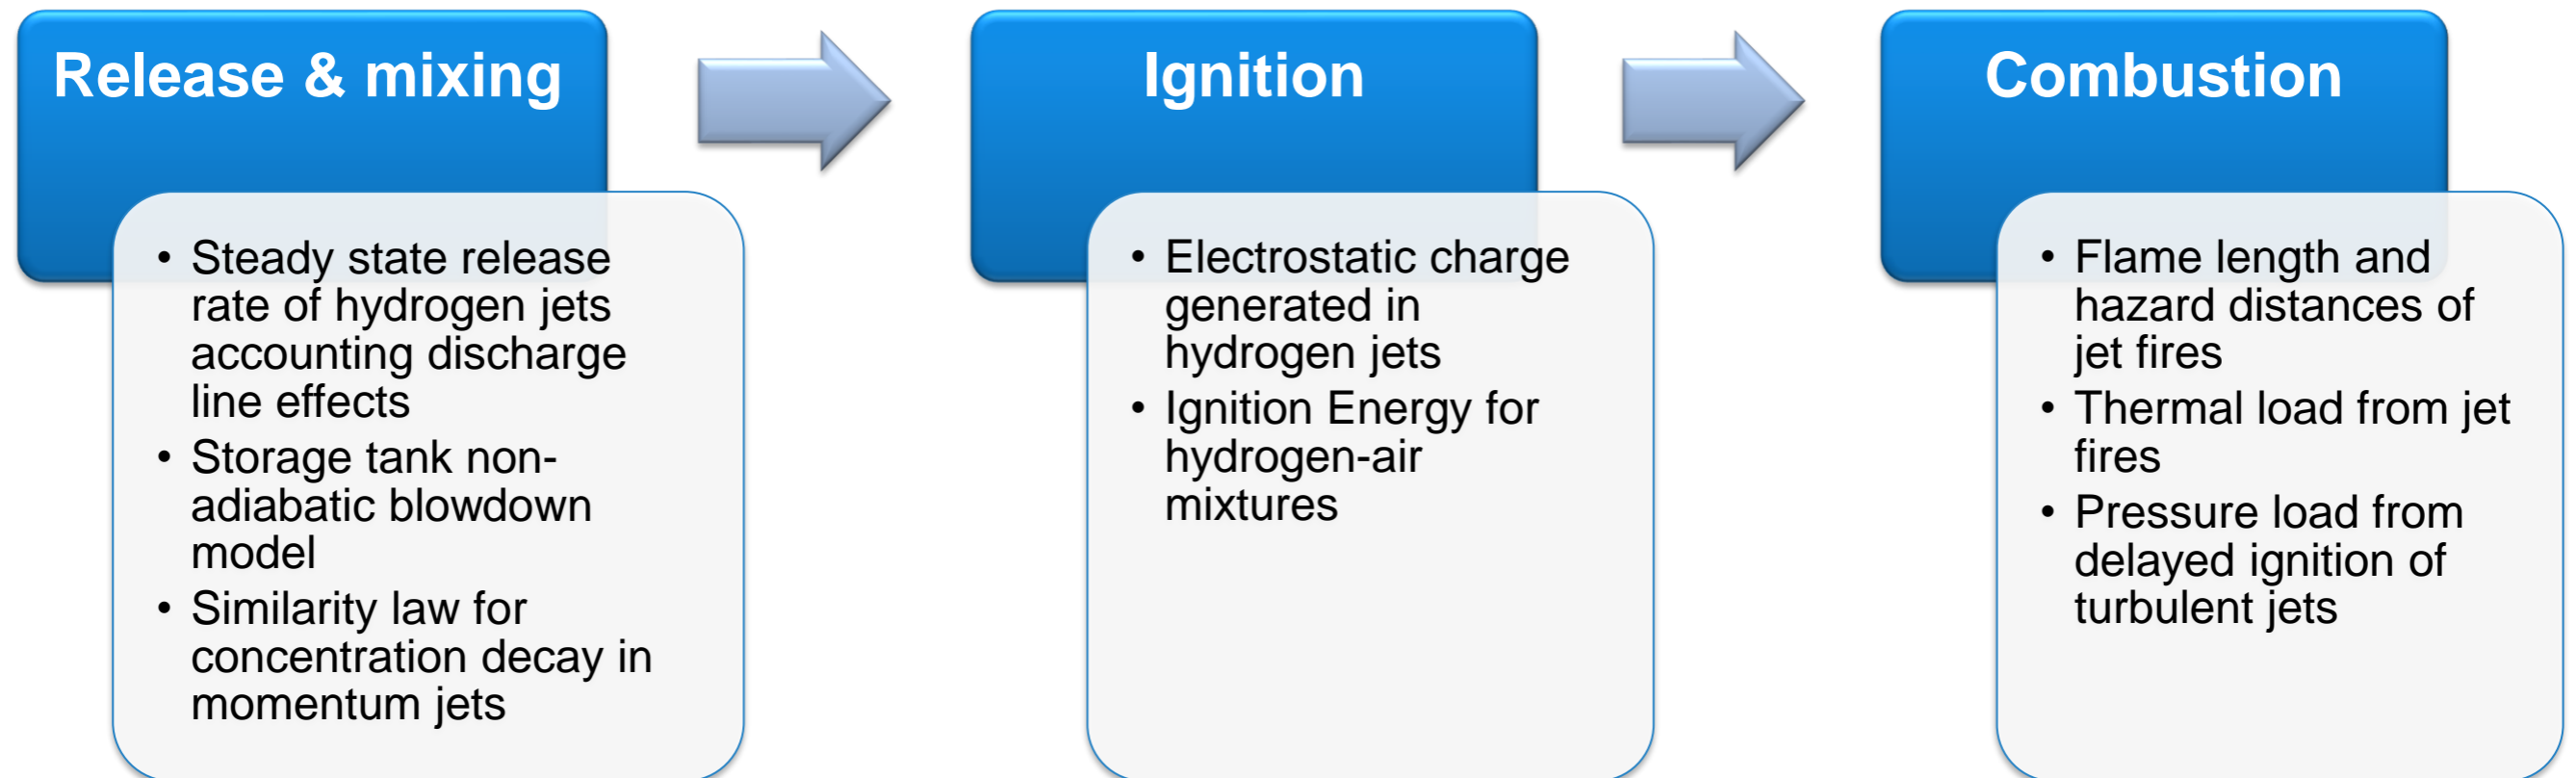 Release & mixing
• Steady state release
rate of hydrogen jets
accounting discharge
line effects
• Storage tank non-
adiabatic blowdown
model
• Similarity law for
concentration decay in
momentum jets
Ignition
• Electrostatic charge
generated in
hydrogen jets
• Ignition Energy for
hydrogen-air
mixtures
Combustion
• Flame length and
hazard distances of
jet fires
• Thermal load from jet
fires
• Pressure load from
delayed ignition of
turbulent jets